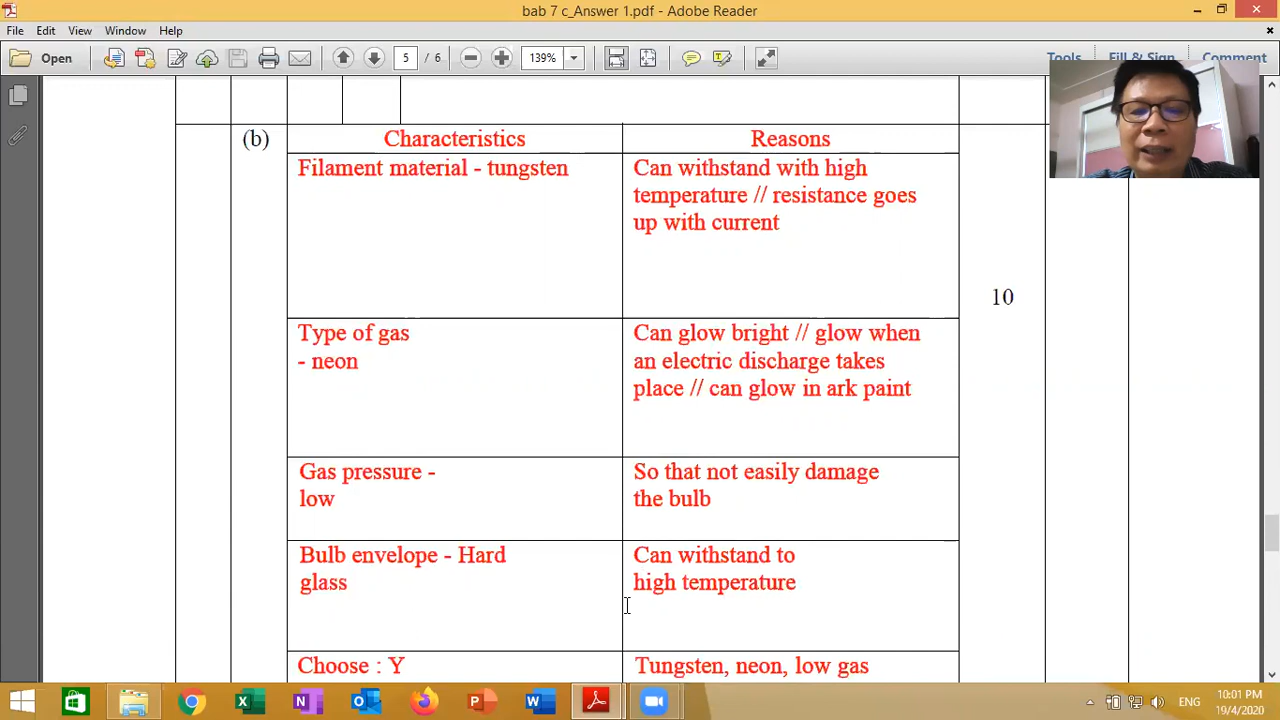 bab 7 c_Answer 1.pdf - Adobe Reader
File Edit View Window Help
Open 5 / 6 139% Tools Fill & Sign Comment
(b) Characteristics Reasons
Filament material - tungsten
Can withstand with high
temperature // resistance goes
up with current
10
Type of gas
- neon
Can glow bright // glow when
an electric discharge takes
place // can glow in ark paint
Gas pressure -
low
So that not easily damage
the bulb
Bulb envelope - Hard
glass
Can withstand to
high temperature
Choose : Y
Tungsten, neon, low gas
ENG
10:01 PM
19/4/2020